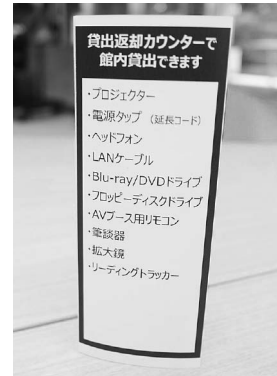 貸出返却カウンターで
館内貸出できます
・プロジェクター
・電源タップ（延長コード）
・ヘッドフォン
・LANケーブル
・Blu-ray/DVDドライブ
・フロッピーディスクドライブ
・AVブース用リモコン
・筆談器
・拡大鏡
・リーディングトラッカー